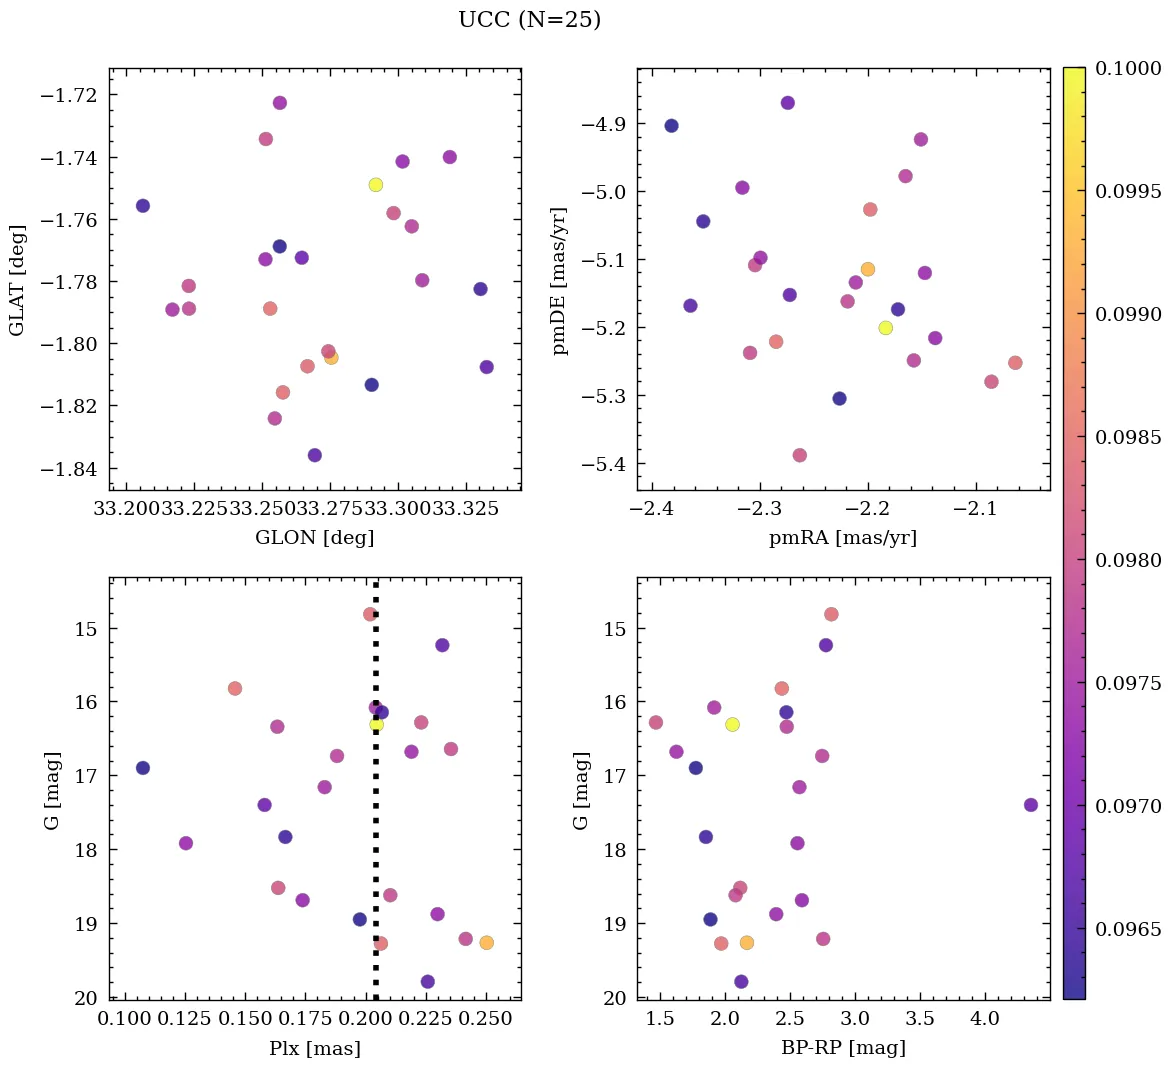 UCC (N=25)
−1.72
−1.74
−1.76
−1.78
−1.80
−1.82
−1.84
GLAT [deg]
33.200 33.225 33.250 33.275 33.300 33.325
GLON [deg]
−4.9
−5.0
−5.1
−5.2
−5.3
−5.4
pmDE [mas/yr]
−2.4 −2.3 −2.2 −2.1
pmRA [mas/yr]
15
16
17
18
19
20
G [mag]
0.100 0.125 0.150 0.175 0.200 0.225 0.250
Plx [mas]
15
16
17
18
19
20
G [mag]
1.5 2.0 2.5 3.0 3.5 4.0
BP-RP [mag]
0.1000
0.0995
0.0990
0.0985
0.0980
0.0975
0.0970
0.0965